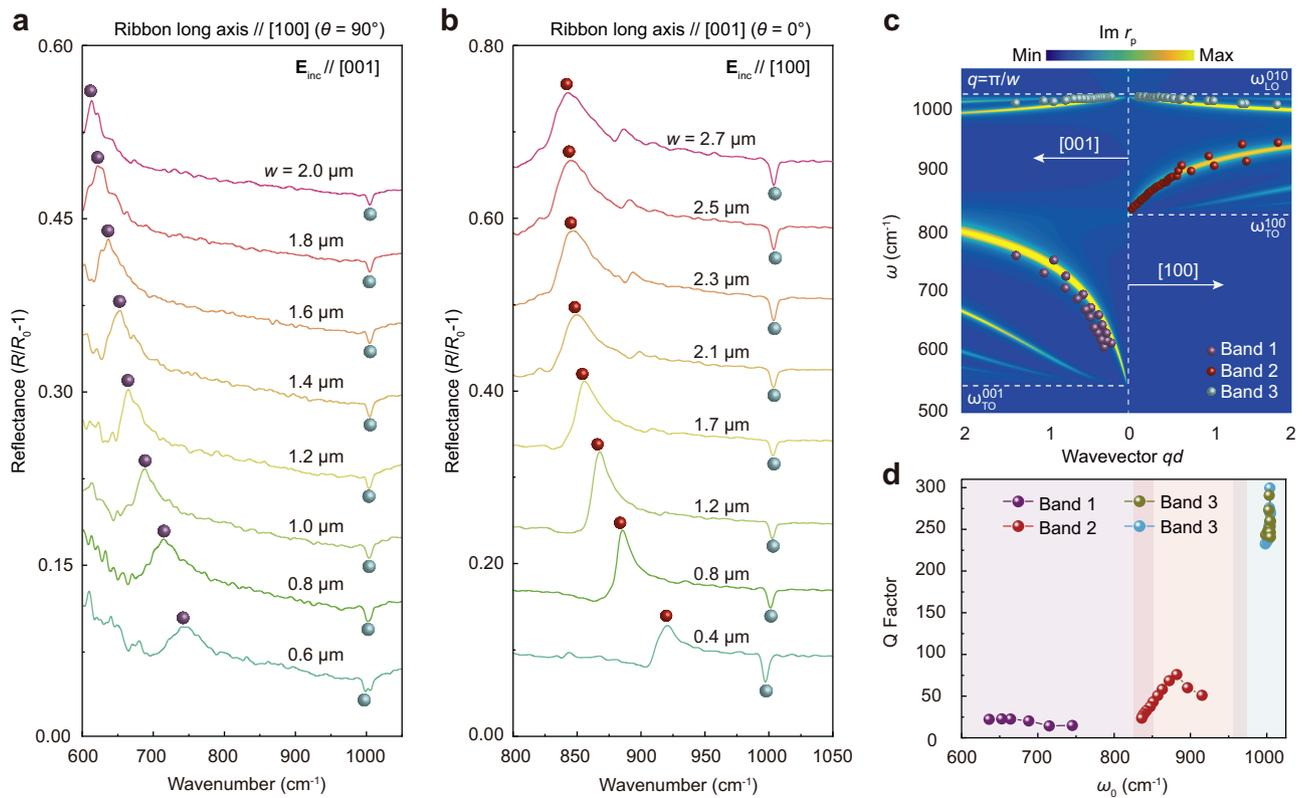 a
Ribbon long axis // [100] (θ = 90°)
E_inc // [001]
0.60
0.45
0.30
0.15
0.00
Reflectance (R/R₀-1)
w = 2.0 µm
1.8 µm
1.6 µm
1.4 µm
1.2 µm
1.0 µm
0.8 µm
0.6 µm
600 700 800 900 1000
Wavenumber (cm⁻¹)
b
Ribbon long axis // [001] (θ = 0°)
E_inc // [100]
0.80
0.60
0.40
0.20
0.00
Reflectance (R/R₀-1)
w = 2.7 µm
2.5 µm
2.3 µm
2.1 µm
1.7 µm
1.2 µm
0.8 µm
0.4 µm
800 850 900 950 1000 1050
Wavenumber (cm⁻¹)
c
Im r_p
Min Max
q=π/w
ω_LO^010
[001]
ω_TO^100
[100]
Band 1
Band 2
Band 3
ω_TO^001
1000
900
800
700
600
500
ω (cm⁻¹)
2 1 0 1 2
Wavevector qd
d
300
250
200
150
100
50
0
Q Factor
Band 1 Band 3
Band 2 Band 3
600 700 800 900 1000
ω₀ (cm⁻¹)